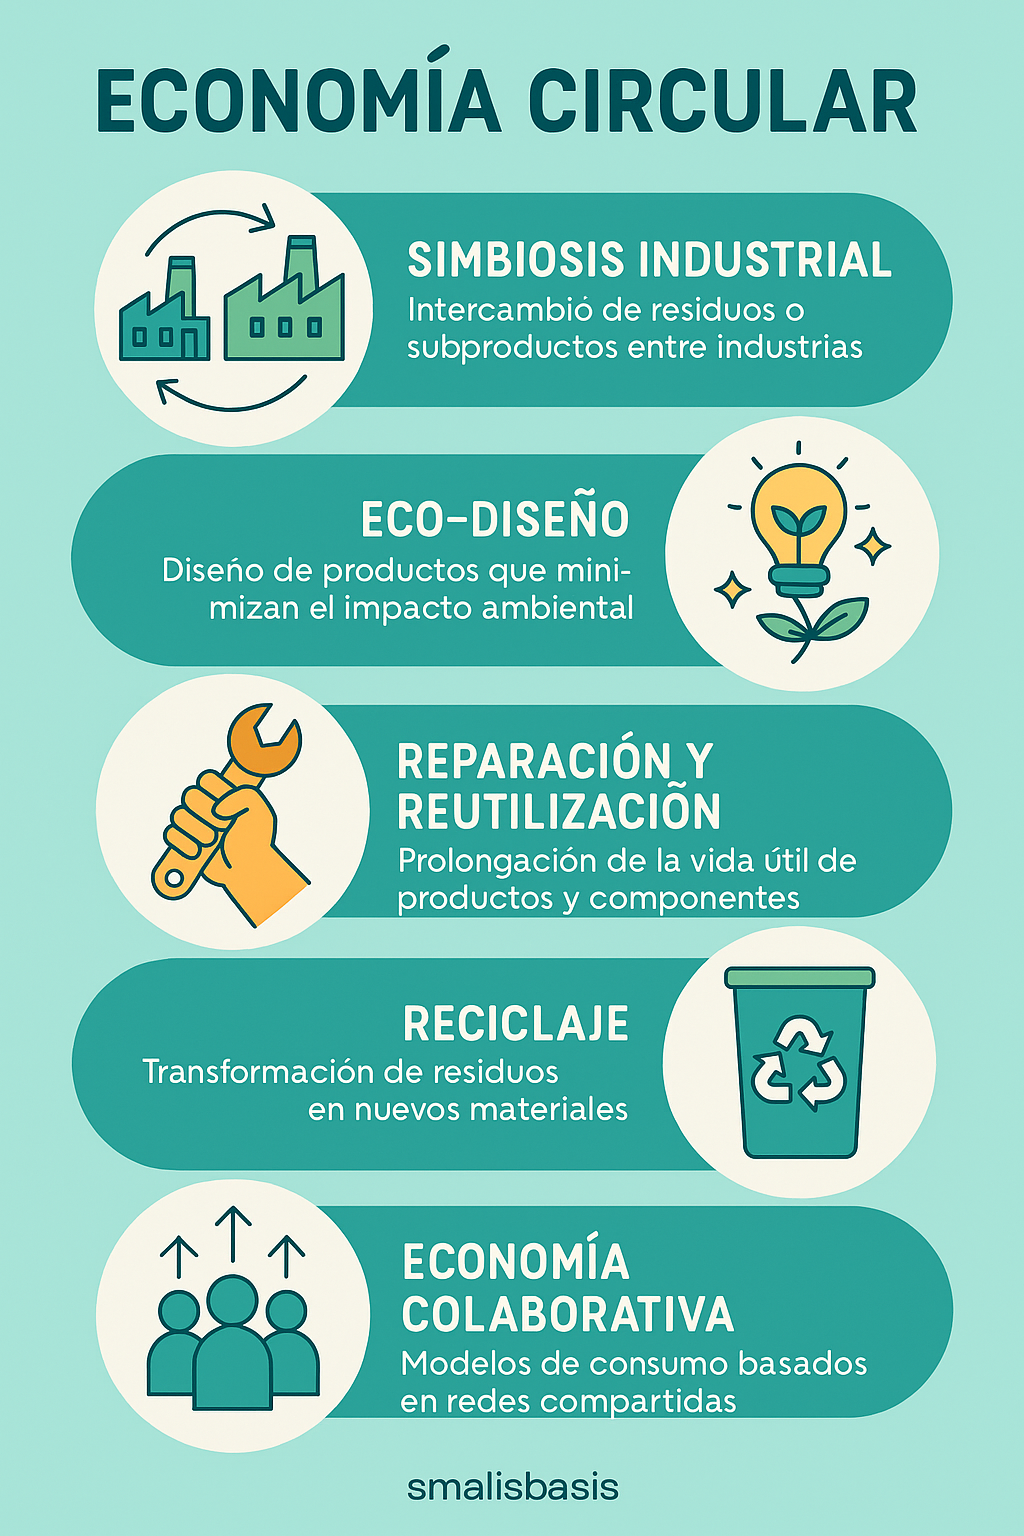 ECONOMÍA CIRCULAR
SIMBIOSIS INDUSTRIAL
Intercambió de residuos o
subproductos entre industrias
ECO-DISEÑO
Diseño de productos que mini-
mizan el impacto ambiental
REPARACIÓN Y
REUTILIZACIÕN
Prolongación de la vida útil de
productos y componentes
RECICLAJE
Transformación de residuos
en nuevos materiales
ECONOMÍA
COLABORATIVA
Modelos de consumo basados
en redes compartidas
smalisbasis